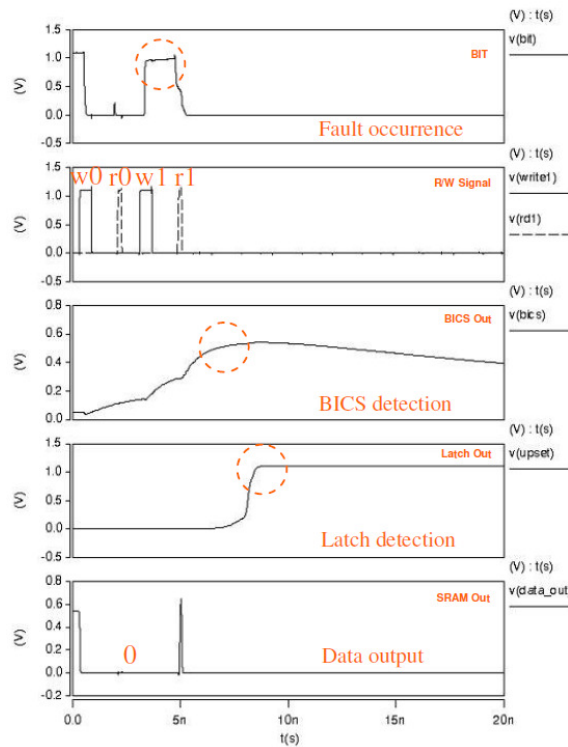 (V) : t(s)
v(bit)
1.5
1.0
0.5
0.0
-0.5
(V)
BIT
Fault occurrence
(V) : t(s)
v(write1)
v(rd1)
1.5
1.0
0.5
0.0
-0.5
(V)
w0 r0 w1 r1
R/W Signal
(V) : t(s)
v(bics)
0.8
0.6
0.4
0.2
0.0
(V)
BICS Out
BICS detection
(V) : t(s)
v(upset)
1.5
1.0
0.5
0.0
-0.5
(V)
Latch Out
Latch detection
(V) : t(s)
v(data_out
0.8
0.6
0.4
0.2
0.0
-0.2
(V)
SRAM Out
0
Data output
0.0 5n 10n 15n 20n
t(s)